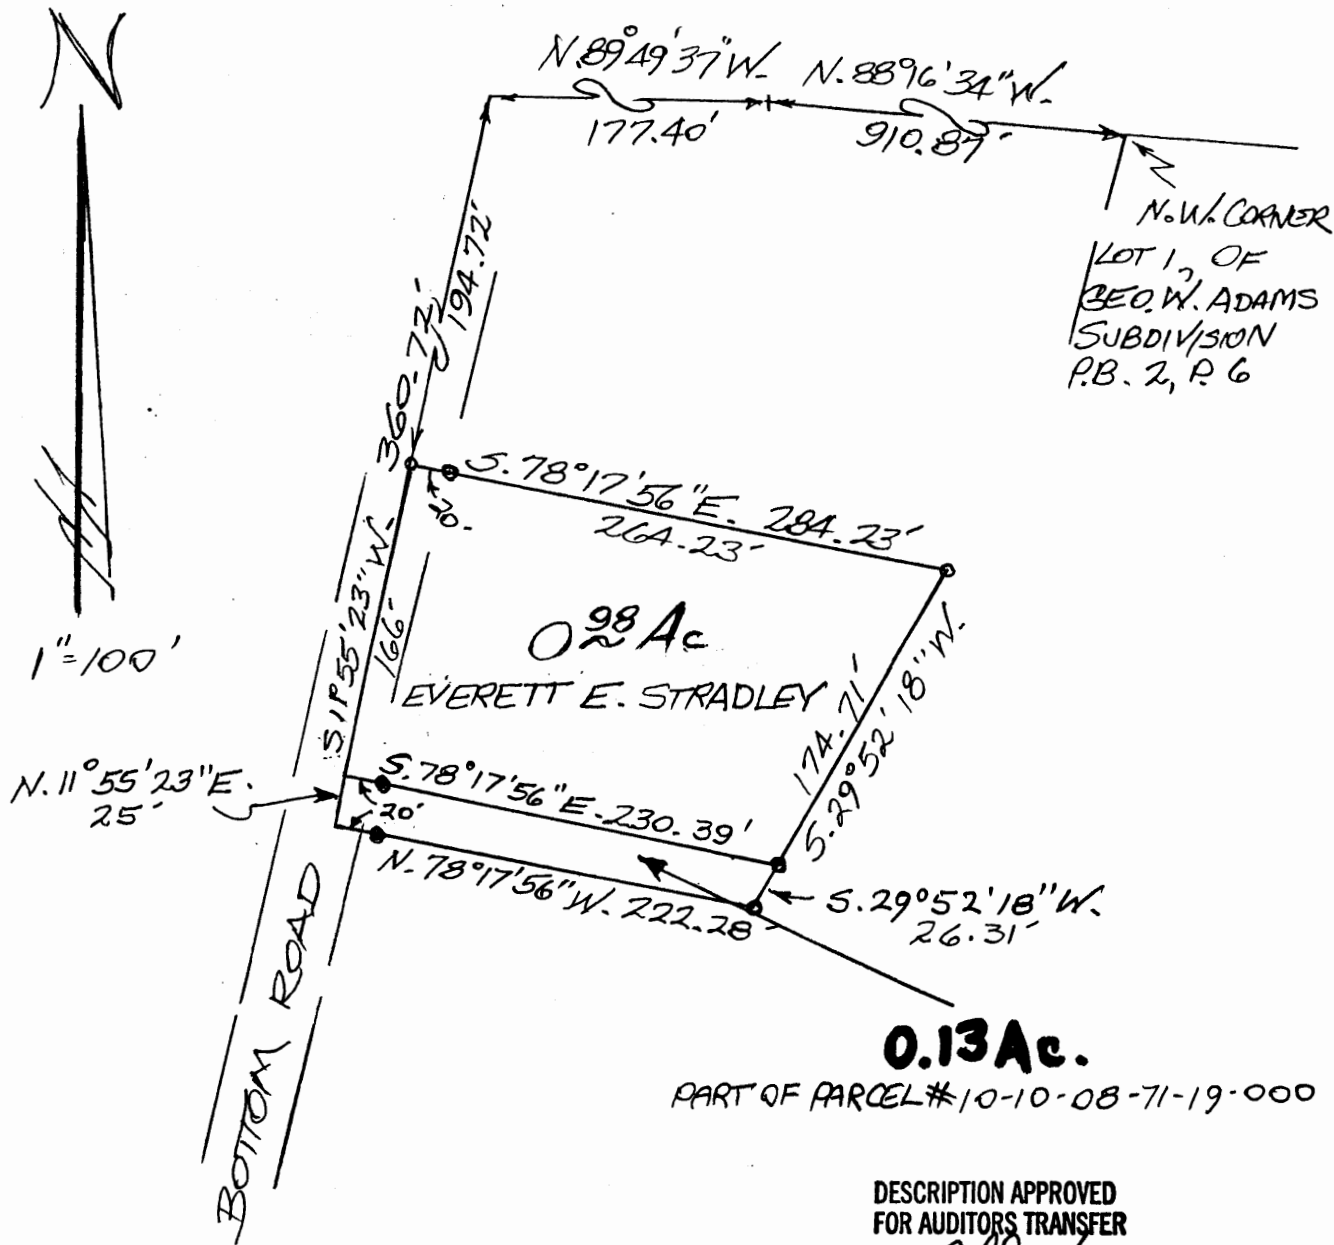 N
N.89°49'37"W.
177.40'
N.88°6'34"W.
910.87'
N.W. CORNER
LOT 1, OF
GEO. W. ADAMS
SUBDIVISION
P.B. 2, P. 6
194.72'
360.72'
S.78°17'56"E. 284.23'
264.23'
20'
1"=100'
S11°55'23"W.
166'
0.98 Ac
EVERETT E. STRADLEY
174.71'
S.29°52'18"W.
N.11°55'23"E.
25'
S.78°17'56"E. 230.39'
20'
N.78°17'56"W. 222.28'
S.29°52'18"W.
26.31'
0.13 Ac.
PART OF PARCEL # 10-10-08-71-19-000
BOTTOM ROAD
DESCRIPTION APPROVED
FOR AUDITORS TRANSFER